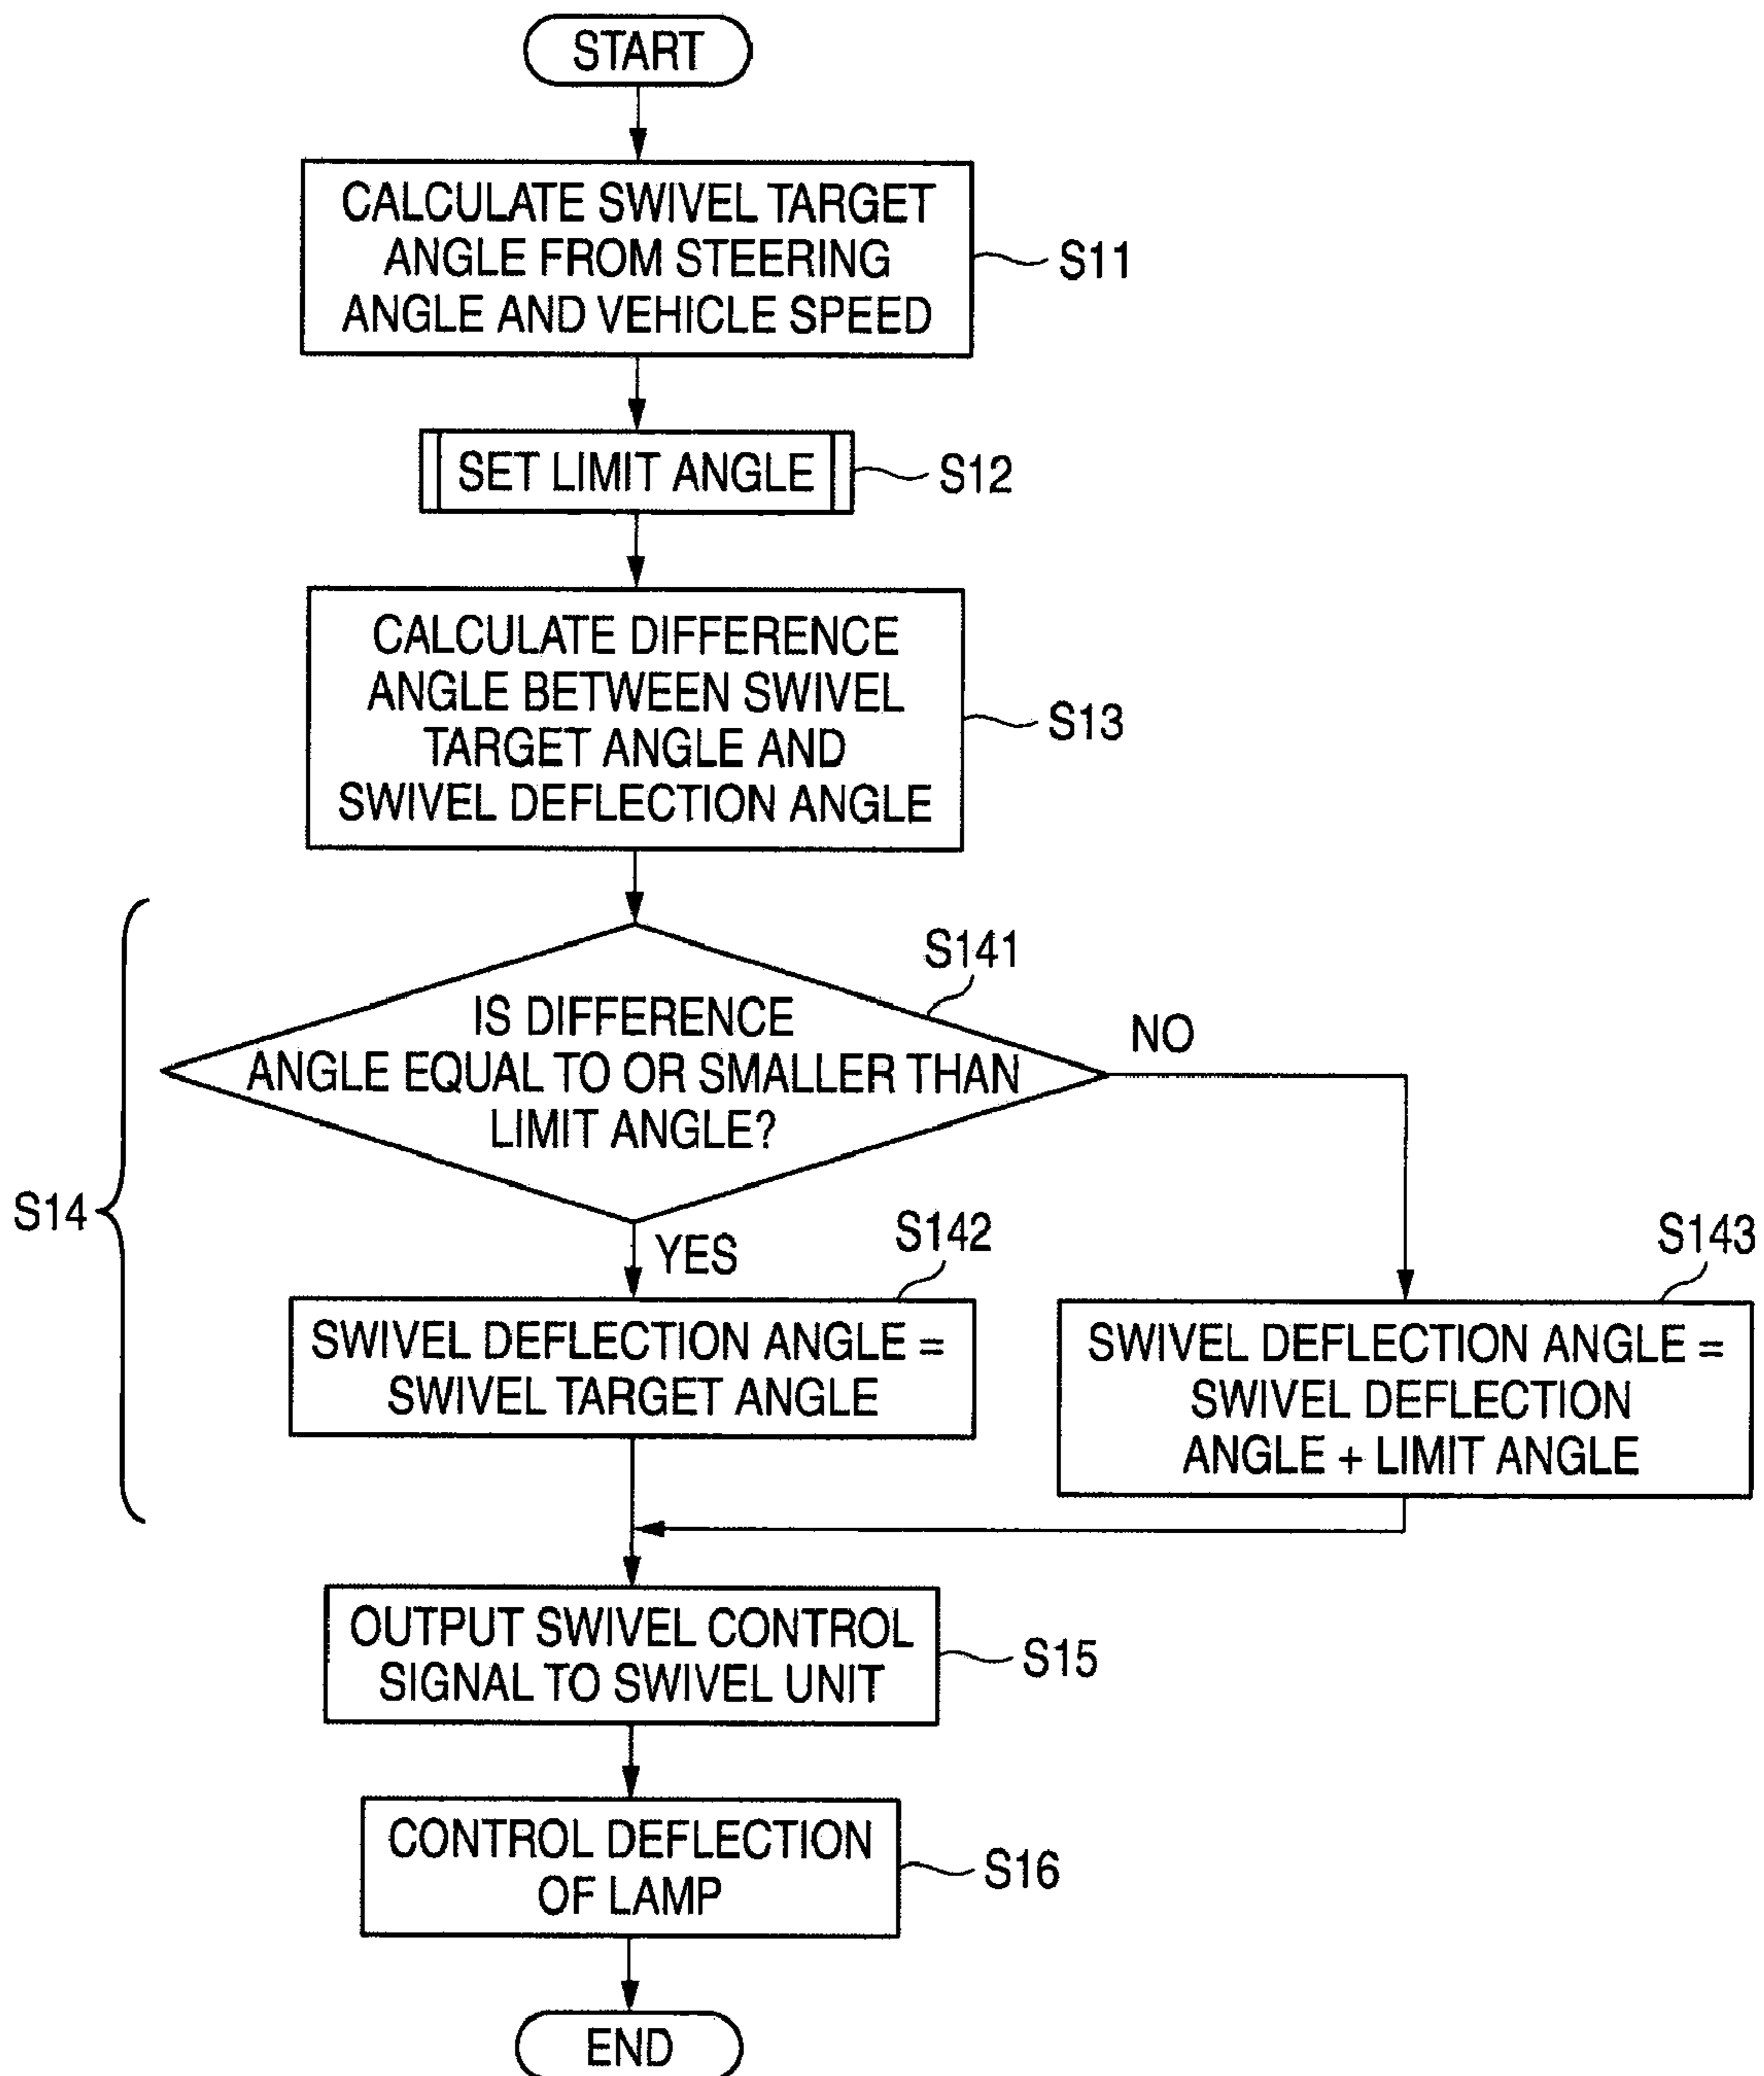 START
CALCULATE SWIVEL TARGET
ANGLE FROM STEERING
ANGLE AND VEHICLE SPEED
S11
SET LIMIT ANGLE
S12
CALCULATE DIFFERENCE
ANGLE BETWEEN SWIVEL
TARGET ANGLE AND
SWIVEL DEFLECTION ANGLE
S13
S14
S141
IS DIFFERENCE
ANGLE EQUAL TO OR SMALLER THAN
LIMIT ANGLE?
NO
YES
S142
SWIVEL DEFLECTION ANGLE =
SWIVEL TARGET ANGLE
S143
SWIVEL DEFLECTION ANGLE =
SWIVEL DEFLECTION
ANGLE + LIMIT ANGLE
OUTPUT SWIVEL CONTROL
SIGNAL TO SWIVEL UNIT
S15
CONTROL DEFLECTION
OF LAMP
S16
END